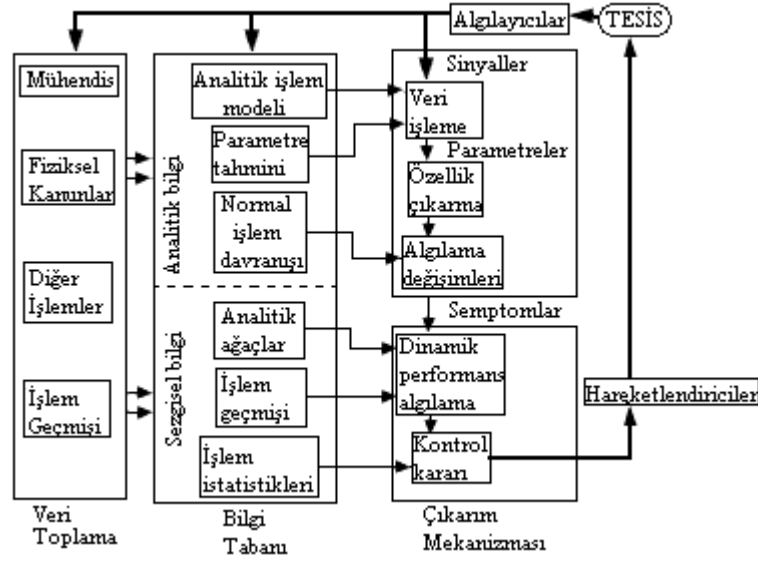 Algılayıcılar
TESİS
Mühendis
Fiziksel
Kanunlar
Diğer
İşlemler
İşlem
Geçmişi
Veri
Toplama
Analitik bilgi
Sezgisel bilgi
Analitik işlem
modeli
Parametre
tahmini
Normal
işlem
davranışı
Analitik
ağaçlar
İşlem
geçmişi
İşlem
istatistikleri
Bilgi
Tabanı
Sinyaller
Veri
işleme
Parametreler
Özellik
çıkarma
Algılama
değişimleri
Semptomlar
Dinamik
performans
algılama
Kontrol
kararı
Çıkarım
Mekanizması
Hareketlendiriciler